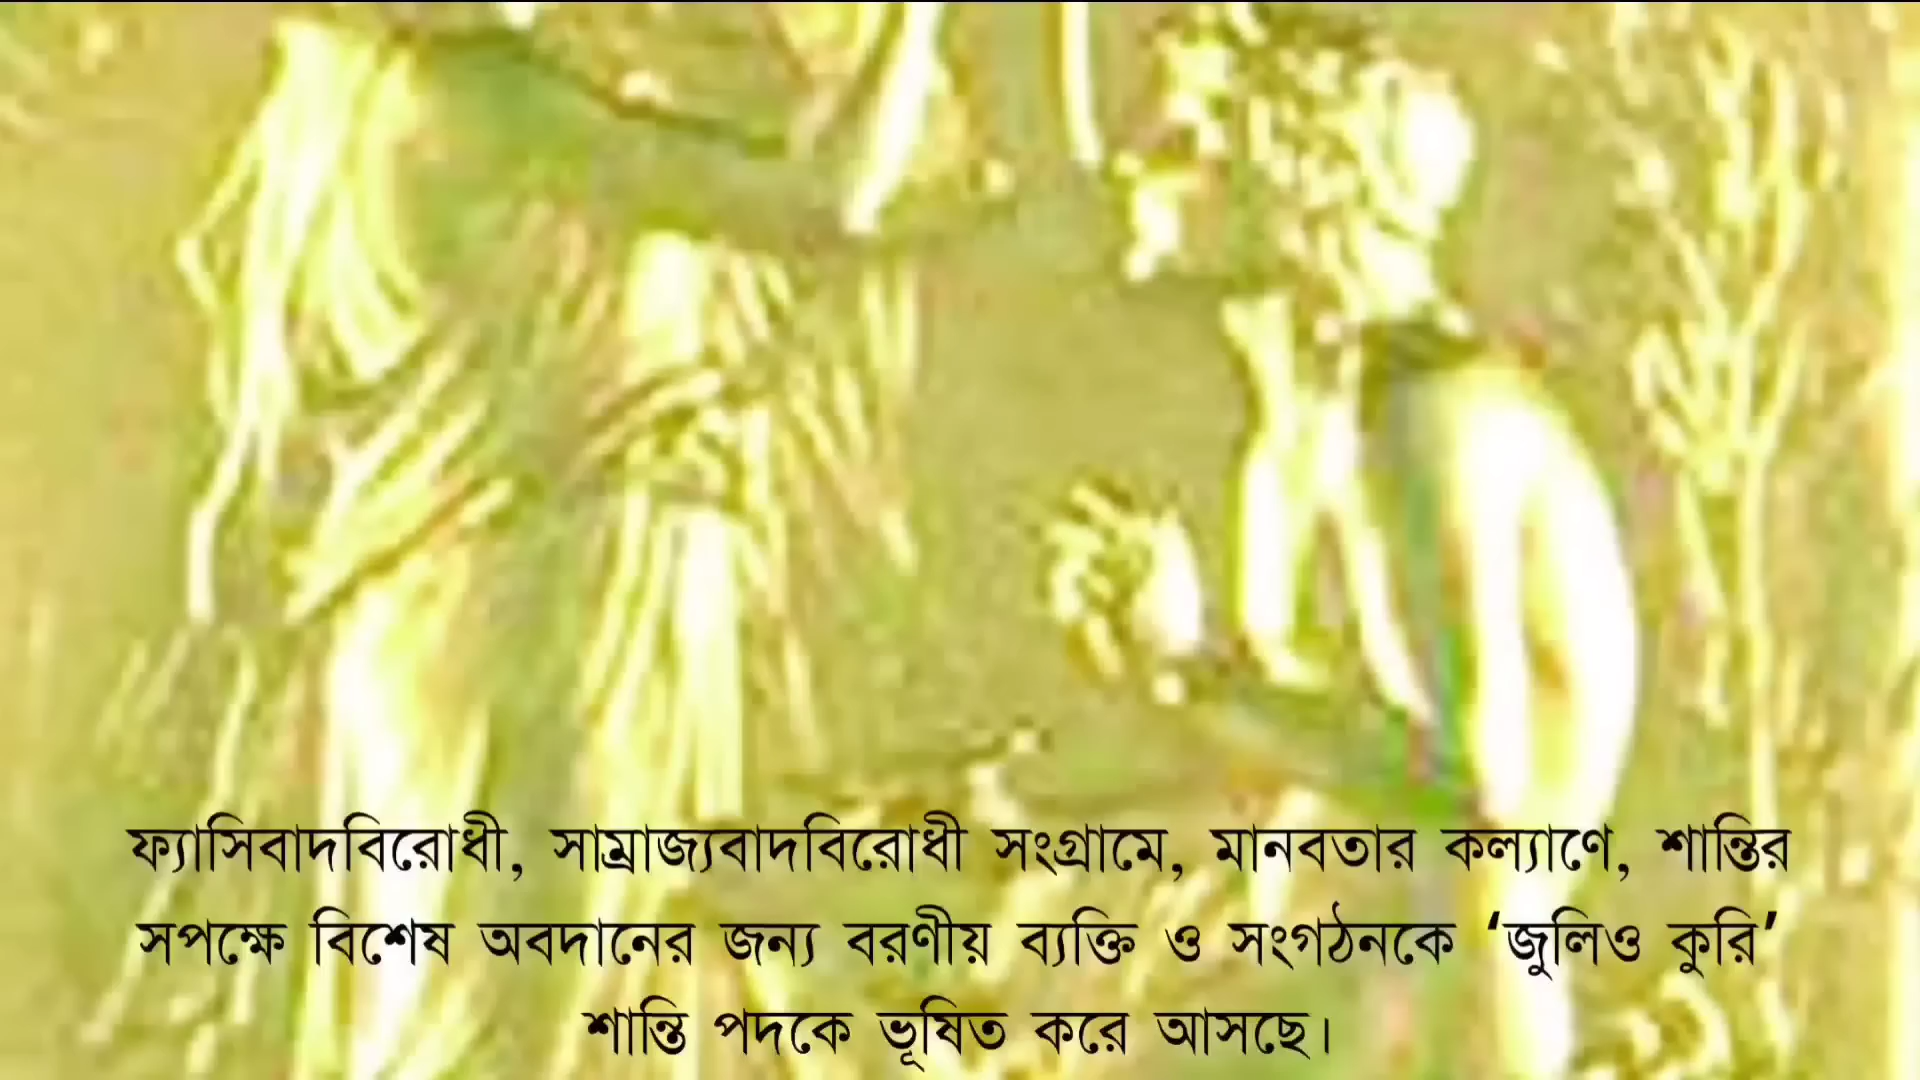 ফ্যাসিবাদবিরোধী, সাম্রাজ্যবাদবিরোধী সংগ্রামে, মানবতার কল্যাণে, শান্তির
সপক্ষে বিশেষ অবদানের জন্য বরণীয় ব্যক্তি ও সংগঠনকে ‘জুলিও কুরি’
শান্তি পদকে ভূষিত করে আসছে।